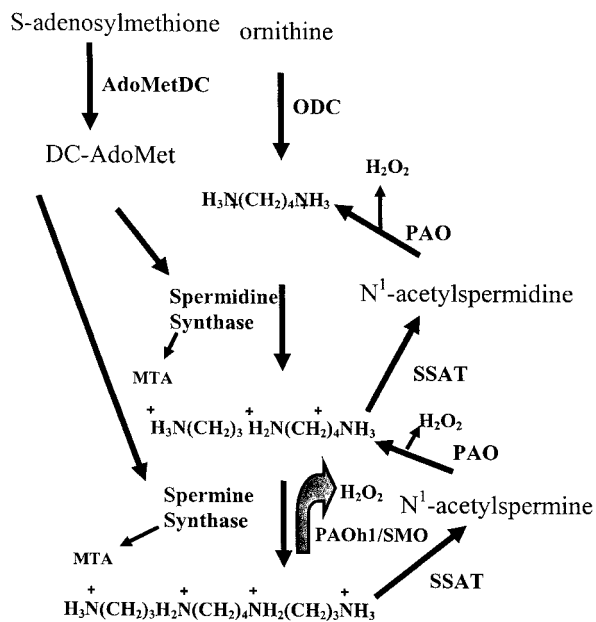 S-adenosylmethione ornithine
AdoMetDC
ODC
DC-AdoMet
H₂O₂
H₃N(CH₂)₄NH₃
+ +
PAO
N¹-acetylspermidine
Spermidine
Synthase
SSAT
MTA
+ + +
H₃N(CH₂)₃ H₂N(CH₂)₄NH₃
H₂O₂
PAO
H₂O₂
Spermine
Synthase
N¹-acetylspermine
PAOh1/SMO
MTA
SSAT
+ + + +
H₃N(CH₂)₃H₂N(CH₂)₄NH₂(CH₂)₃NH₃